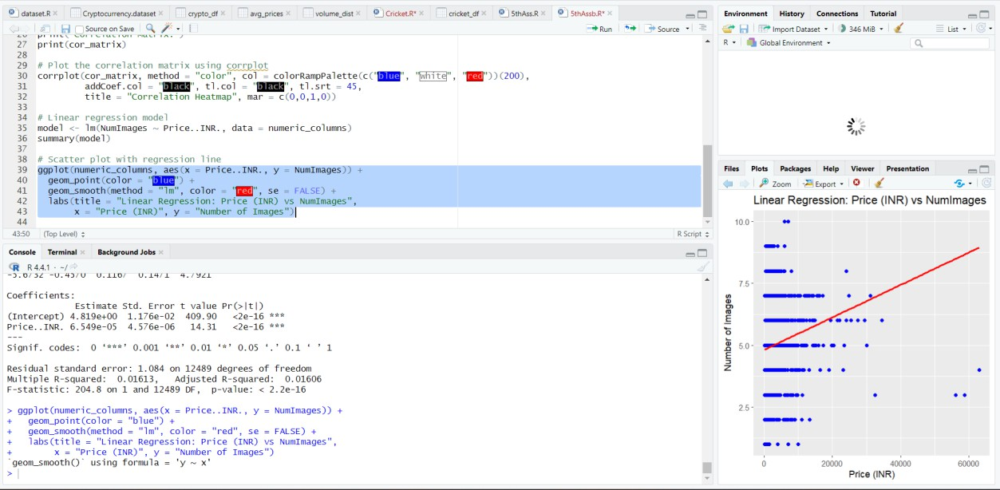 dataset.R
Cryptocurrency.dataset
crypto_df
avg_prices
volume_dist
Cricket.R*
cricket_df
5thAss.R
5thAssb.R*
Source on Save
Run
Source
26 print("Correlation Matrix:")
27 print(cor_matrix)
28
29 # Plot the correlation matrix using corrplot
30 corrplot(cor_matrix, method = "color", col = colorRampPalette(c("blue", "white", "red"))(200),
31 addCoef.col = "black", tl.col = "black", tl.srt = 45,
32 title = "Correlation Heatmap", mar = c(0,0,1,0))
33
34 # Linear regression model
35 model <- lm(NumImages ~ Price..INR., data = numeric_columns)
36 summary(model)
37
38 # Scatter plot with regression line
39 ggplot(numeric_columns, aes(x = Price..INR., y = NumImages)) +
40 geom_point(color = "blue") +
41 geom_smooth(method = "lm", color = "red", se = FALSE) +
42 labs(title = "Linear Regression: Price (INR) vs NumImages",
43 x = "Price (INR)", y = "Number of Images")
44
43:50 (Top Level) R Script
Console Terminal Background Jobs
R 4.4.1 · ~/
-3.6732 -0.4570 0.1167 0.1471 4.7921
Coefficients:
Estimate Std. Error t value Pr(>|t|)
(Intercept) 4.819e+00 1.176e-02 409.90 <2e-16 ***
Price..INR. 6.549e-05 4.576e-06 14.31 <2e-16 ***
---
Signif. codes: 0 ‘***’ 0.001 ‘**’ 0.01 ‘*’ 0.05 ‘.’ 0.1 ‘ ’ 1
Residual standard error: 1.084 on 12489 degrees of freedom
Multiple R-squared: 0.01613, Adjusted R-squared: 0.01606
F-statistic: 204.8 on 1 and 12489 DF, p-value: < 2.2e-16
> ggplot(numeric_columns, aes(x = Price..INR., y = NumImages)) +
+ geom_point(color = "blue") +
+ geom_smooth(method = "lm", color = "red", se = FALSE) +
+ labs(title = "Linear Regression: Price (INR) vs NumImages",
+ x = "Price (INR)", y = "Number of Images")
`geom_smooth()` using formula = 'y ~ x'
>
Environment History Connections Tutorial
Import Dataset 346 MiB List
R Global Environment
Files Plots Packages Help Viewer Presentation
Zoom Export
Linear Regression: Price (INR) vs NumImages
10.0
7.5
5.0
2.5
Number of Images
0 20000 40000 60000
Price (INR)